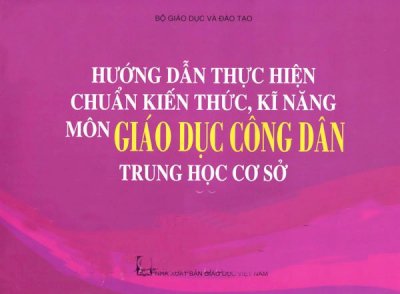 BỘ GIÁO DỤC VÀ ĐÀO TẠO
HƯỚNG DẪN THỰC HIỆN
CHUẨN KIẾN THỨC, KĨ NĂNG
MÔN GIÁO DỤC CÔNG DÂN
TRUNG HỌC CƠ SỞ
NHÀ XUẤT BẢN GIÁO DỤC VIỆT NAM